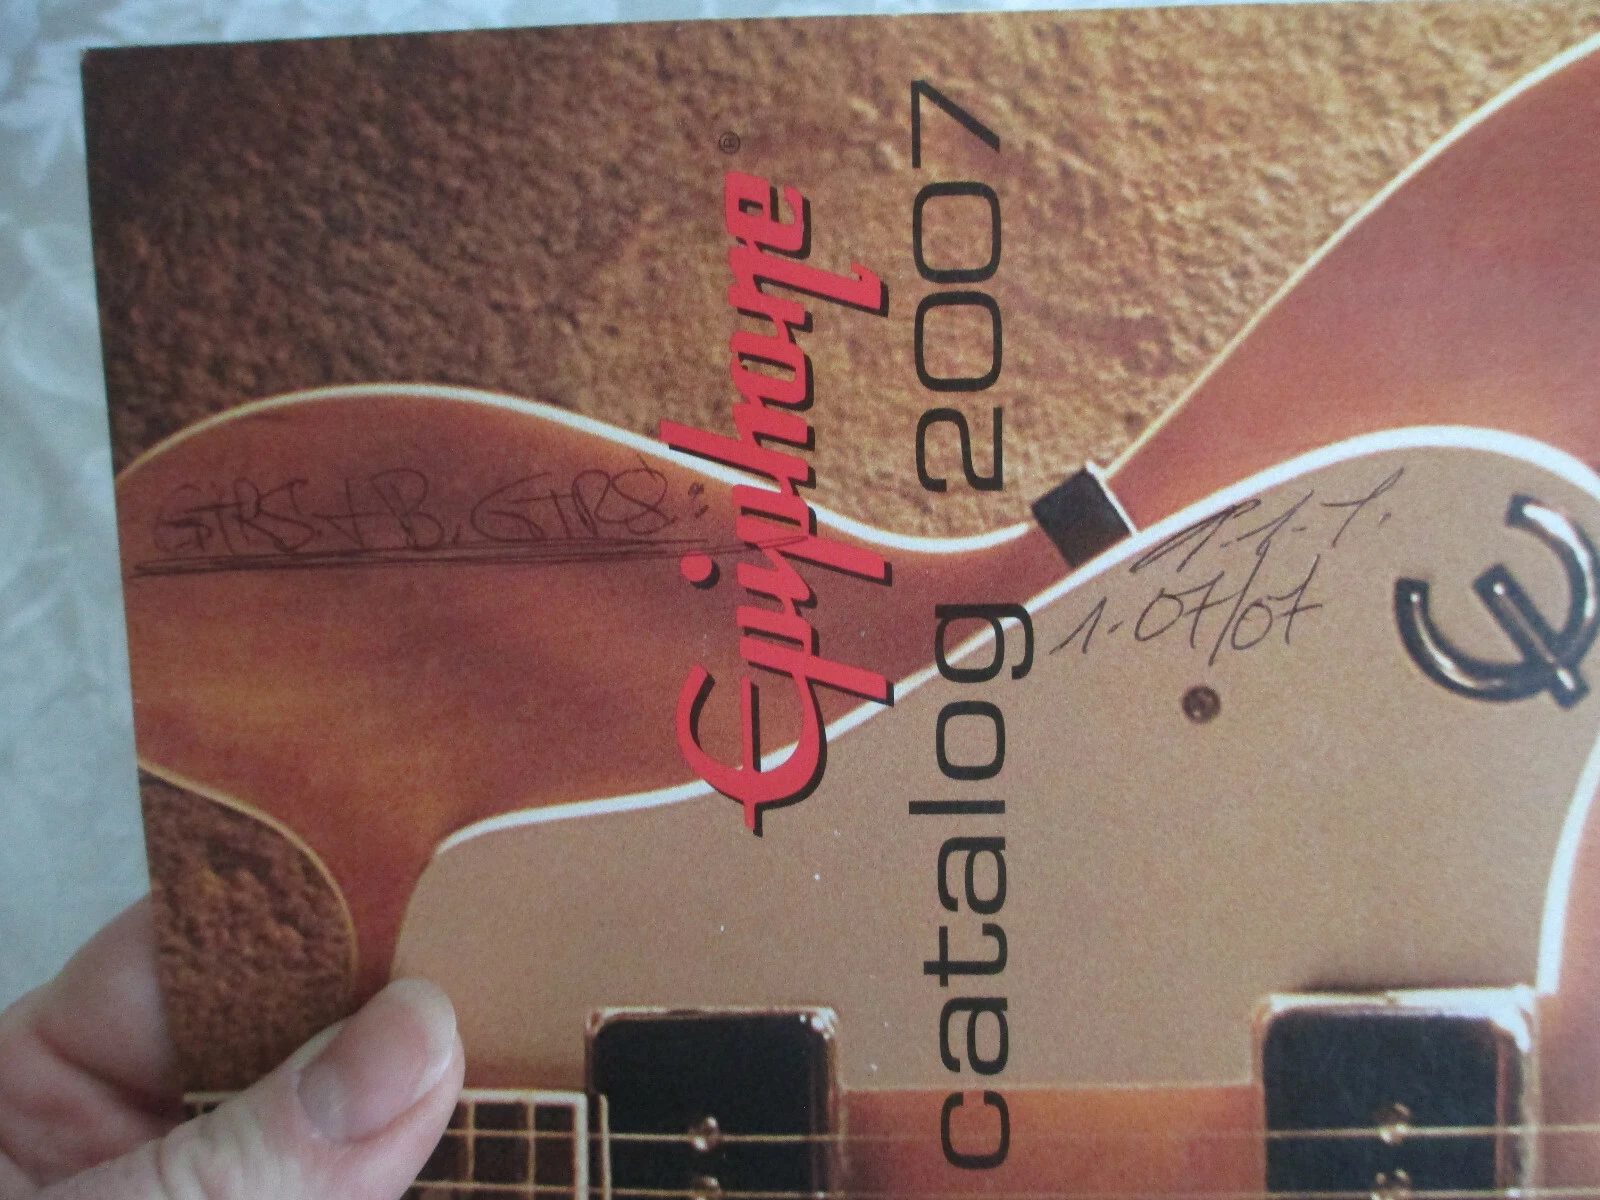 Epiphone®
catalog 2007
GTRS. + B. GTRS:
1-07/07